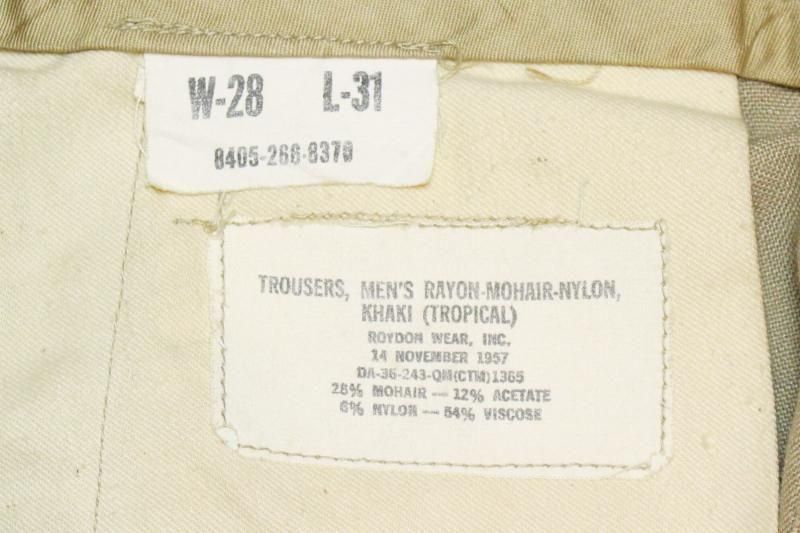 W-28 L-31
8405-266-8370
TROUSERS, MEN'S RAYON-MOHAIR-NYLON,
KHAKI (TROPICAL)
ROYDON WEAR, INC.
14 NOVEMBER 1957
DA-36-243-QM(CTM)1365
28% MOHAIR — 12% ACETATE
6% NYLON — 54% VISCOSE